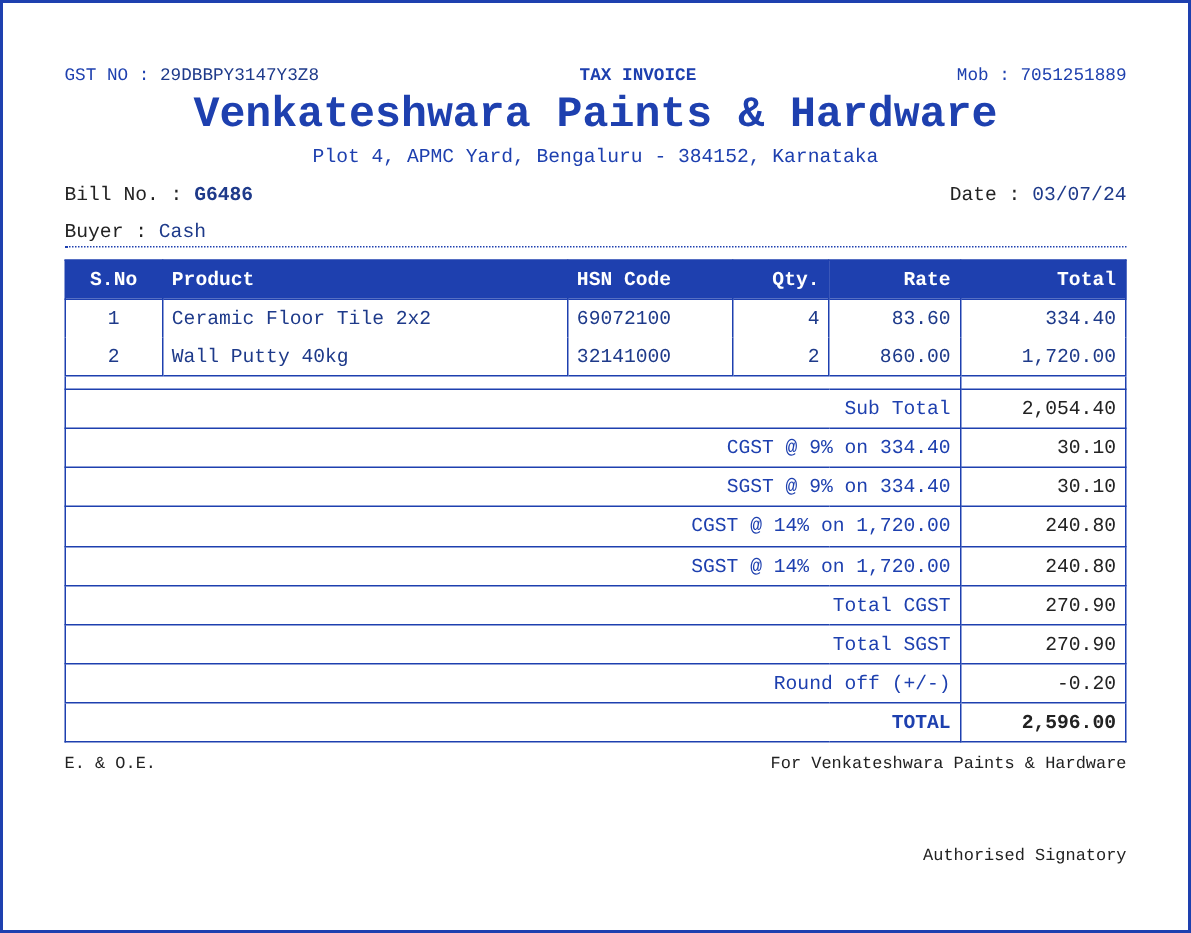 GST NO : 29DBBPY3147Y3Z8 TAX INVOICE Mob : 7051251889
Venkateshwara Paints & Hardware
Plot 4, APMC Yard, Bengaluru - 384152, Karnataka
Bill No. : G6486 Date : 03/07/24
Buyer : Cash
S.No Product HSN Code Qty. Rate Total
1 Ceramic Floor Tile 2x2 69072100 4 83.60 334.40
2 Wall Putty 40kg 32141000 2 860.00 1,720.00
Sub Total 2,054.40
CGST @ 9% on 334.40 30.10
SGST @ 9% on 334.40 30.10
CGST @ 14% on 1,720.00 240.80
SGST @ 14% on 1,720.00 240.80
Total CGST 270.90
Total SGST 270.90
Round off (+/-) -0.20
TOTAL 2,596.00
E. & O.E. For Venkateshwara Paints & Hardware
Authorised Signatory